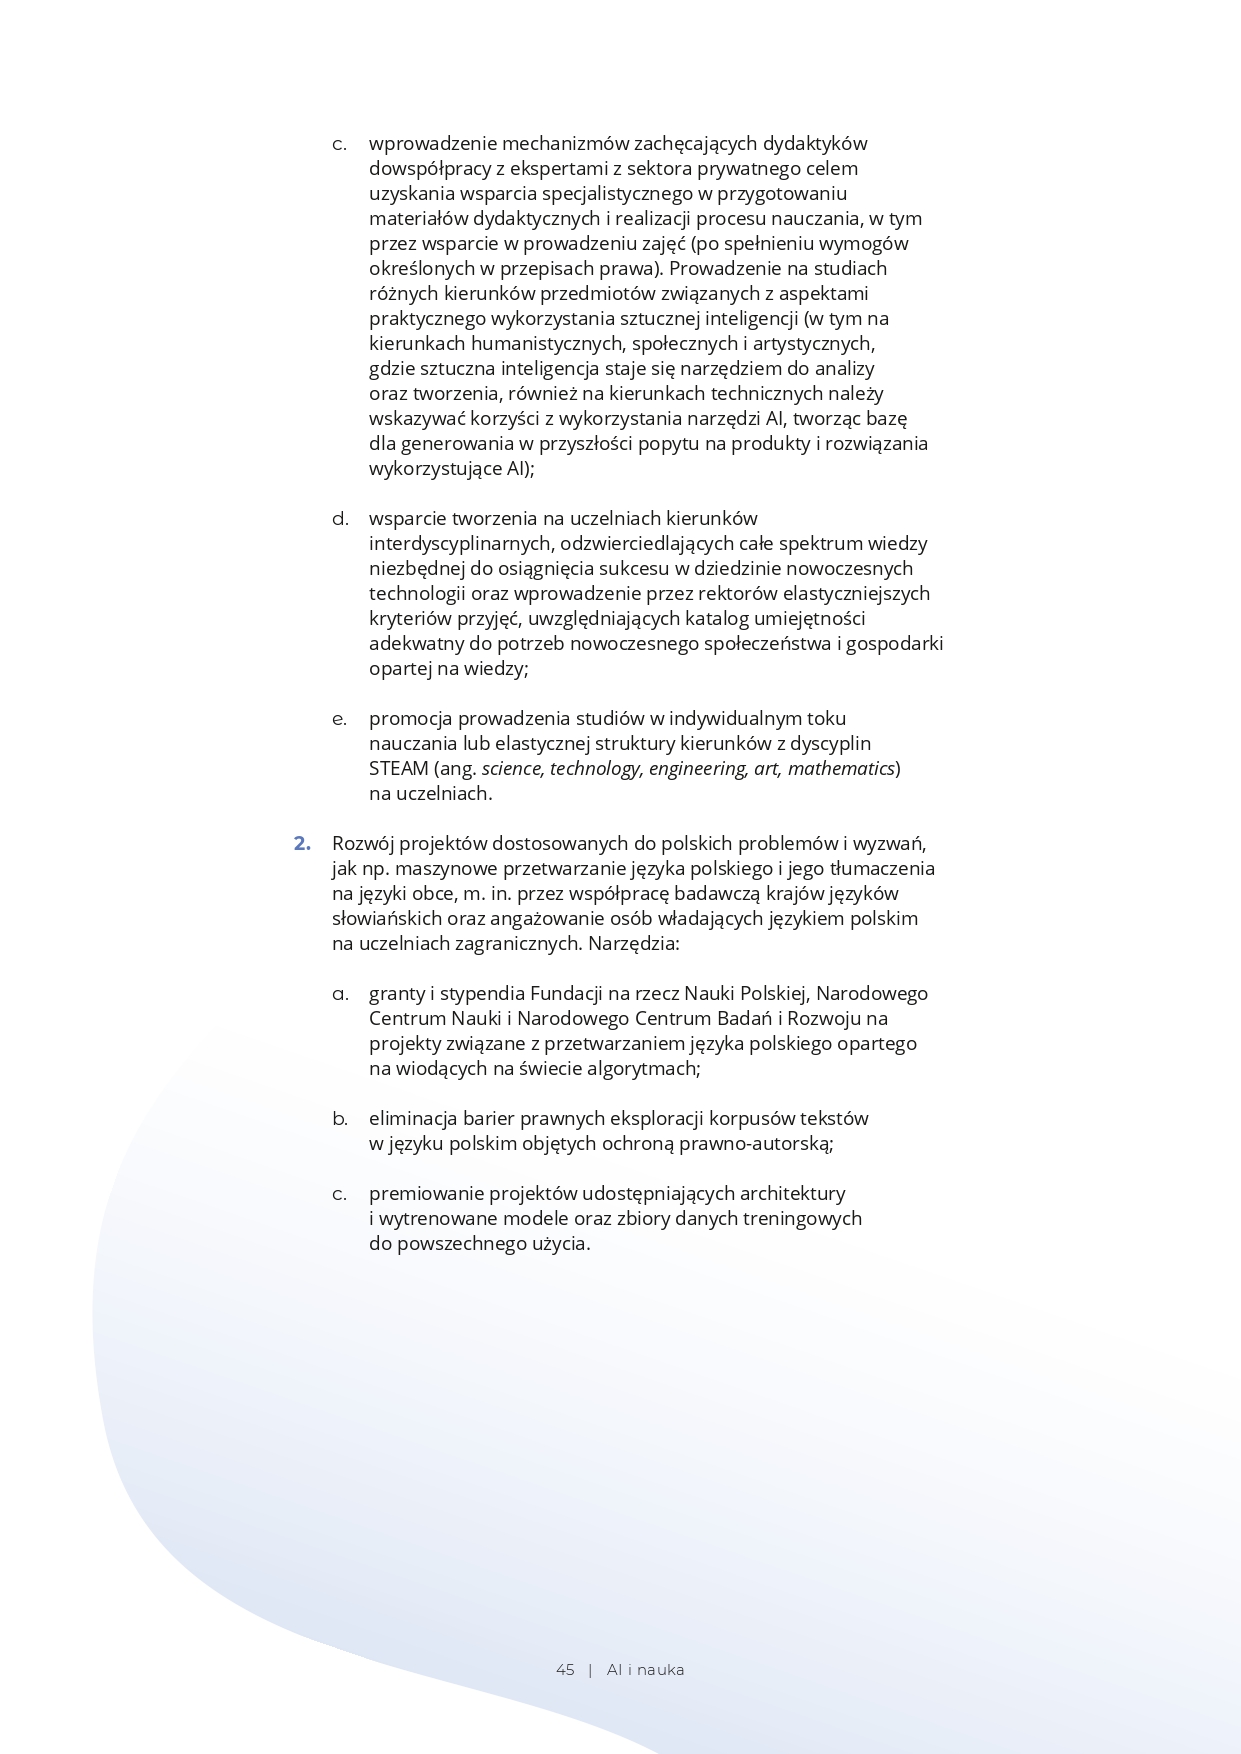 c. wprowadzenie mechanizmów zachęcających dydaktyków
dowspółpracy z ekspertami z sektora prywatnego celem
uzyskania wsparcia specjalistycznego w przygotowaniu
materiałów dydaktycznych i realizacji procesu nauczania, w tym
przez wsparcie w prowadzeniu zajęć (po spełnieniu wymogów
określonych w przepisach prawa). Prowadzenie na studiach
różnych kierunków przedmiotów związanych z aspektami
praktycznego wykorzystania sztucznej inteligencji (w tym na
kierunkach humanistycznych, społecznych i artystycznych,
gdzie sztuczna inteligencja staje się narzędziem do analizy
oraz tworzenia, również na kierunkach technicznych należy
wskazywać korzyści z wykorzystania narzędzi AI, tworząc bazę
dla generowania w przyszłości popytu na produkty i rozwiązania
wykorzystujące AI);
d. wsparcie tworzenia na uczelniach kierunków
interdyscyplinarnych, odzwierciedlających całe spektrum wiedzy
niezbędnej do osiągnięcia sukcesu w dziedzinie nowoczesnych
technologii oraz wprowadzenie przez rektorów elastyczniejszych
kryteriów przyjęć, uwzględniających katalog umiejętności
adekwatny do potrzeb nowoczesnego społeczeństwa i gospodarki
opartej na wiedzy;
e. promocja prowadzenia studiów w indywidualnym toku
nauczania lub elastycznej struktury kierunków z dyscyplin
STEAM (ang. science, technology, engineering, art, mathematics)
na uczelniach.
2. Rozwój projektów dostosowanych do polskich problemów i wyzwań,
jak np. maszynowe przetwarzanie języka polskiego i jego tłumaczenia
na języki obce, m. in. przez współpracę badawczą krajów języków
słowiańskich oraz angażowanie osób władających językiem polskim
na uczelniach zagranicznych. Narzędzia:
a. granty i stypendia Fundacji na rzecz Nauki Polskiej, Narodowego
Centrum Nauki i Narodowego Centrum Badań i Rozwoju na
projekty związane z przetwarzaniem języka polskiego opartego
na wiodących na świecie algorytmach;
b. eliminacja barier prawnych eksploracji korpusów tekstów
w języku polskim objętych ochroną prawno-autorską;
c. premiowanie projektów udostępniających architektury
i wytrenowane modele oraz zbiory danych treningowych
do powszechnego użycia.
45 | AI i nauka